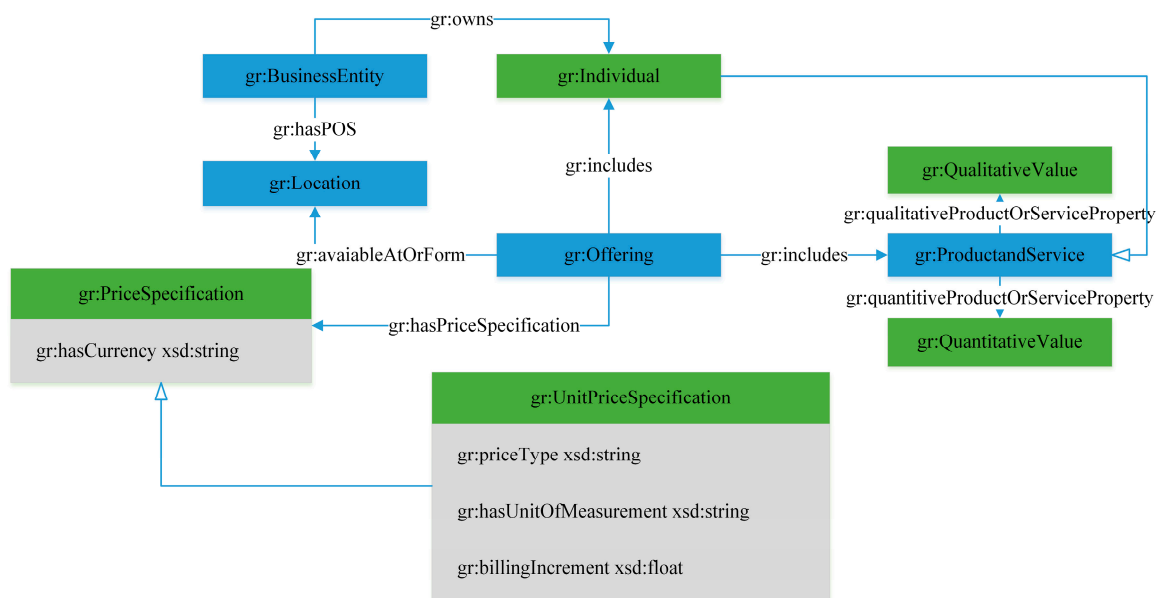 gr:owns
gr:BusinessEntity
gr:Individual
gr:hasPOS
gr:includes
gr:Location
gr:QualitativeValue
gr:qualitativeProductOrServiceProperty
gr:avaiableAtOrForm
gr:Offering
gr:includes
gr:ProductandService
gr:quantitiveProductOrServiceProperty
gr:PriceSpecification
gr:hasPriceSpecification
gr:QuantitativeValue
gr:hasCurrency xsd:string
gr:UnitPriceSpecification
gr:priceType xsd:string
gr:hasUnitOfMeasurement xsd:string
gr:billingIncrement xsd:float